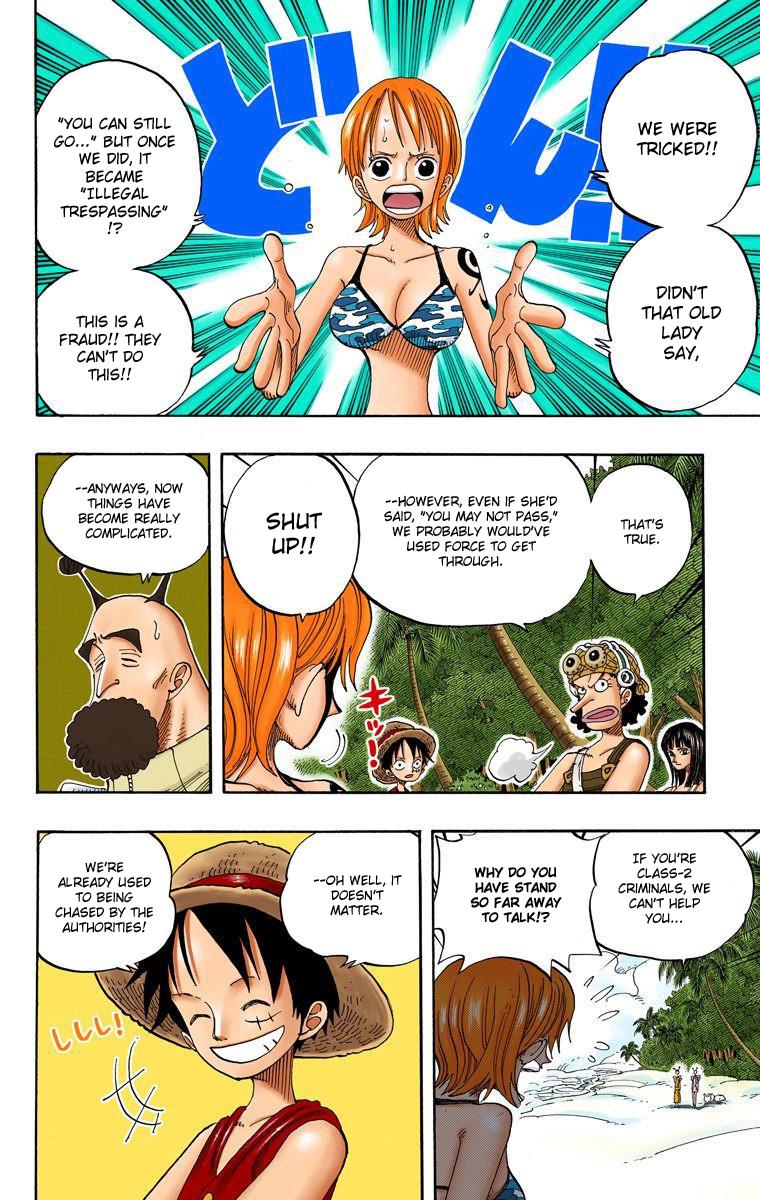 WE WERE
TRICKED!!
DIDN'T
THAT OLD
LADY
SAY,
どん!!
"YOU CAN STILL
GO..." BUT ONCE
WE DID, IT
BECAME
"ILLEGAL
TRESPASSING"
!?
THIS IS A
FRAUD!! THEY
CAN'T DO
THIS!!
THAT'S
TRUE.
--HOWEVER, EVEN IF SHE'D
SAID, "YOU MAY NOT PASS,"
WE PROBABLY WOULD'VE
USED FORCE TO GET
THROUGH.
SHUT
UP!!
キッ!
--ANYWAYS, NOW
THINGS HAVE
BECOME REALLY
COMPLICATED.
IF YOU'RE
CLASS-2
CRIMINALS, WE
CAN'T HELP
YOU...
WHY DO YOU
HAVE STAND
SO FAR AWAY
TO TALK!?
--OH WELL, IT
DOESN'T
MATTER.
WE'RE
ALREADY USED
TO BEING
CHASED BY THE
AUTHORITIES!
ししし!